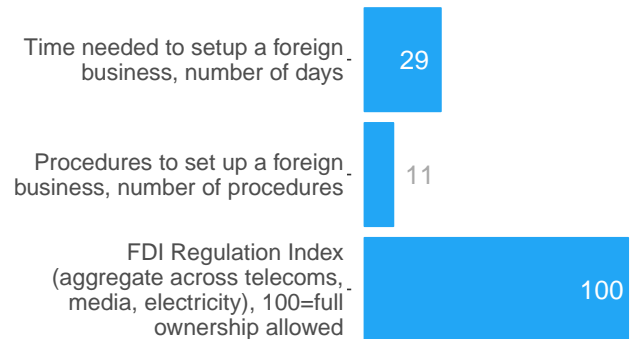 Time needed to setup a foreign
business, number of days
29
Procedures to set up a foreign
business, number of procedures
11
FDI Regulation Index
(aggregate across telecoms,
media, electricity), 100=full
ownership allowed
100